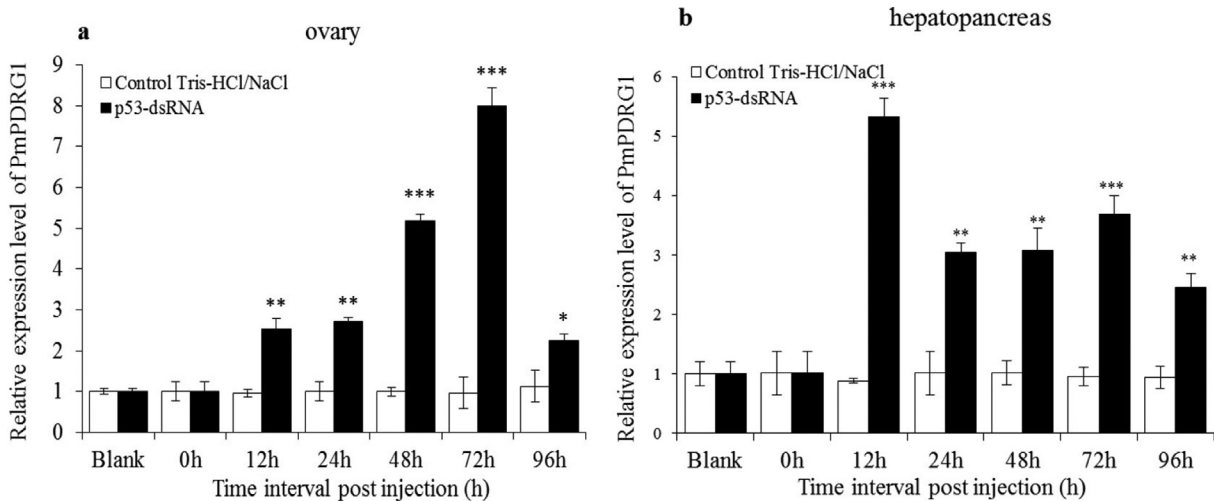 a
ovary
Relative expression level of PmPDRG1
9
8
7
6
5
4
3
2
1
0
Control Tris-HCl/NaCl
p53-dsRNA
**
**
***
***
*
Blank 0h 12h 24h 48h 72h 96h
Time interval post injection (h)
b
hepatopancreas
Relative expression level of PmPDRG1
6
5
4
3
2
1
0
Control Tris-HCl/NaCl
p53-dsRNA
***
**
**
***
**
Blank 0h 12h 24h 48h 72h 96h
Time interval post injection (h)